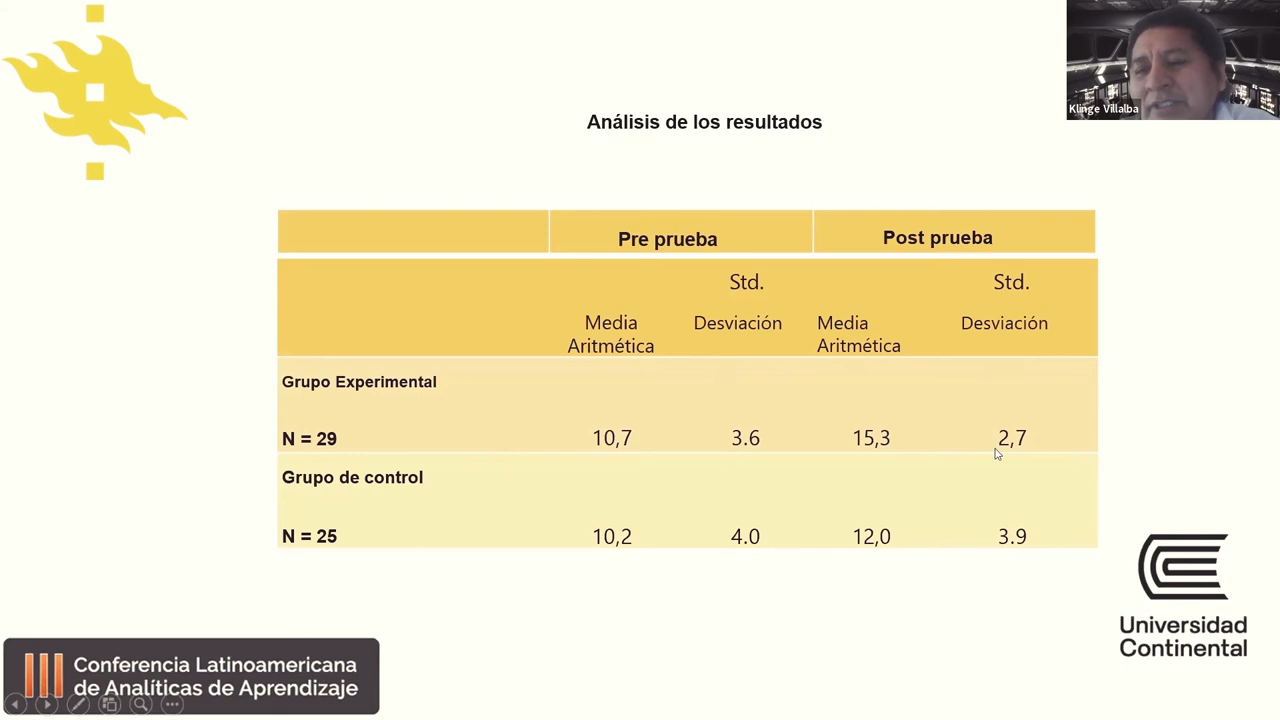 Klinge Villalba
Análisis de los resultados
Pre prueba Post prueba
Std. Std.
Media Desviación Media Desviación
Aritmética Aritmética
Grupo Experimental
N = 29 10,7 3.6 15,3 2,7
Grupo de control
N = 25 10,2 4.0 12,0 3.9
Universidad
Continental
III Conferencia Latinoamericana
de Analíticas de Aprendizaje